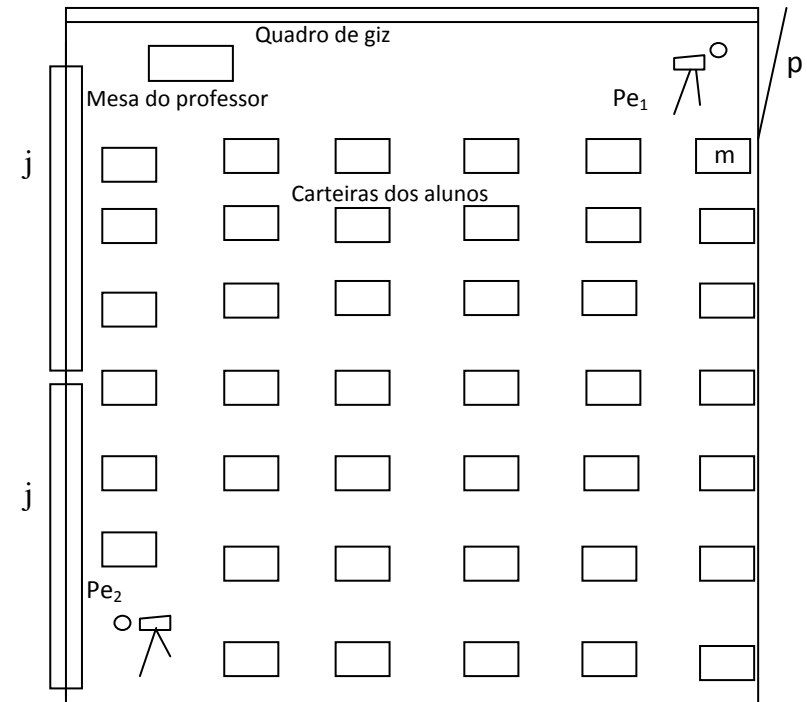 Quadro de giz
p
Mesa do professor
Pe₁
j
m
Carteiras dos alunos
j
Pe₂